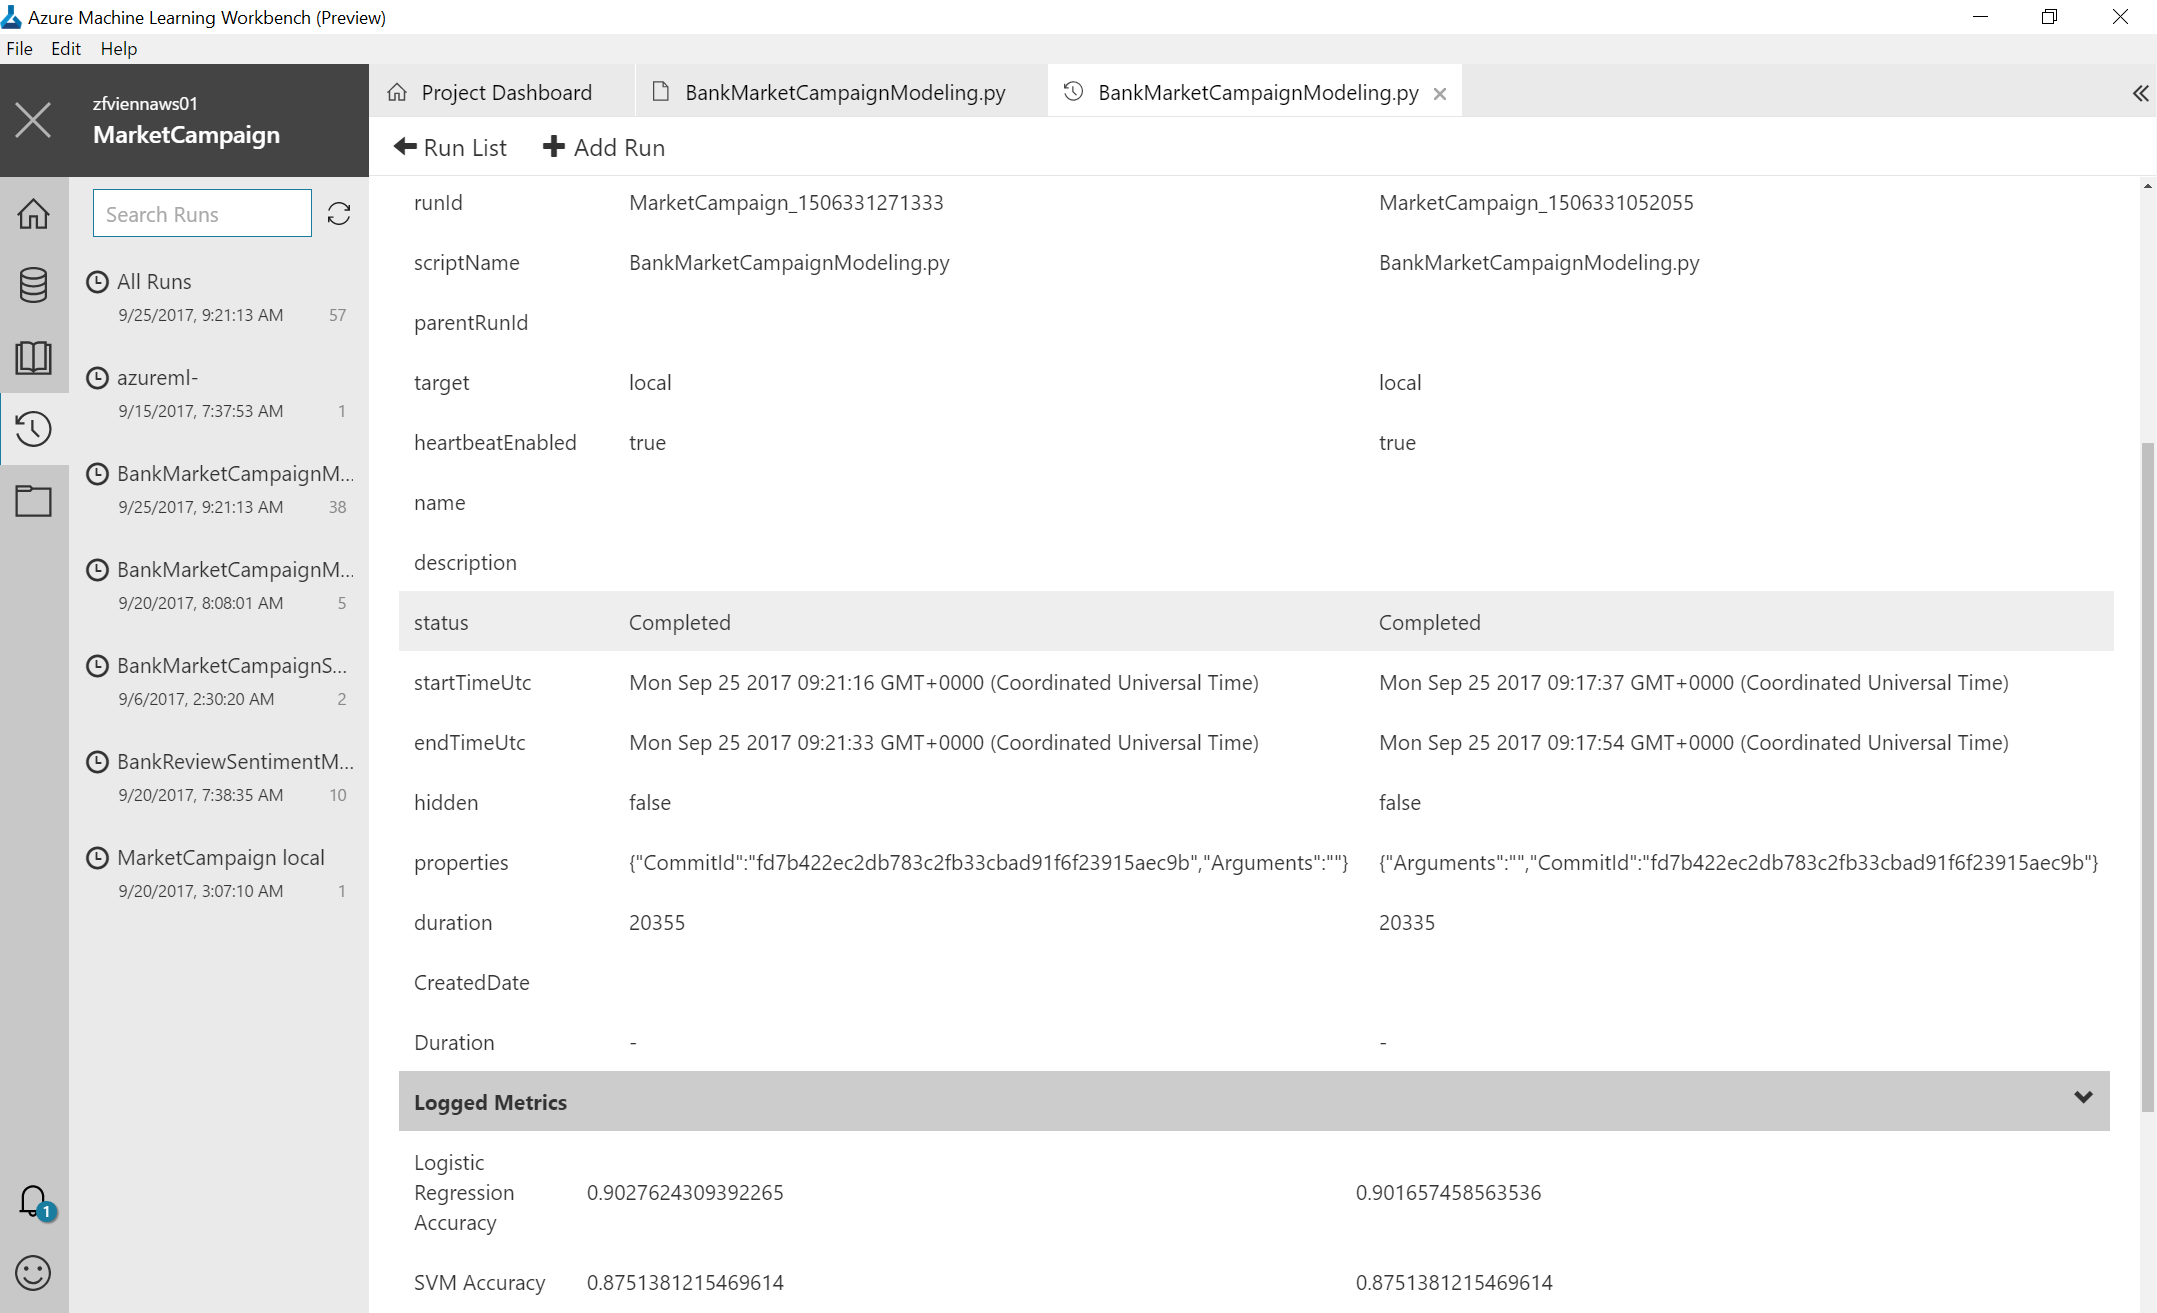 Azure Machine Learning Workbench (Preview)
File Edit Help
zfviennaws01
MarketCampaign
Project Dashboard
BankMarketCampaignModeling.py
BankMarketCampaignModeling.py
Run List
Add Run
Search Runs
All Runs
9/25/2017, 9:21:13 AM 57
azureml-
9/15/2017, 7:37:53 AM 1
BankMarketCampaignM...
9/25/2017, 9:21:13 AM 38
BankMarketCampaignM...
9/20/2017, 8:08:01 AM 5
BankMarketCampaignS...
9/6/2017, 2:30:20 AM 2
BankReviewSentimentM...
9/20/2017, 7:38:35 AM 10
MarketCampaign local
9/20/2017, 3:07:10 AM 1
1
runId MarketCampaign_1506331271333 MarketCampaign_1506331052055
scriptName BankMarketCampaignModeling.py BankMarketCampaignModeling.py
parentRunId
target local local
heartbeatEnabled true true
name
description
status Completed Completed
startTimeUtc Mon Sep 25 2017 09:21:16 GMT+0000 (Coordinated Universal Time) Mon Sep 25 2017 09:17:37 GMT+0000 (Coordinated Universal Time)
endTimeUtc Mon Sep 25 2017 09:21:33 GMT+0000 (Coordinated Universal Time) Mon Sep 25 2017 09:17:54 GMT+0000 (Coordinated Universal Time)
hidden false false
properties {"CommitId":"fd7b422ec2db783c2fb33cbad91f6f23915aec9b","Arguments":""} {"Arguments":"","CommitId":"fd7b422ec2db783c2fb33cbad91f6f23915aec9b"}
duration 20355 20335
CreatedDate
Duration - -
Logged Metrics
Logistic
Regression 0.9027624309392265 0.901657458563536
Accuracy
SVM Accuracy 0.8751381215469614 0.8751381215469614